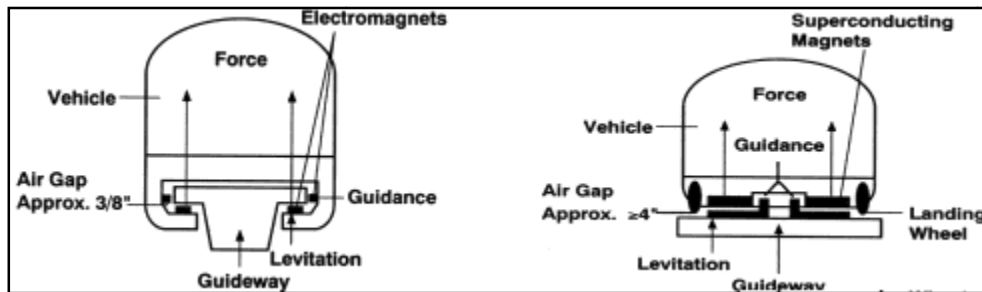 Electromagnets
Force
Vehicle
Air Gap
Approx. 3/8"
Guidance
Levitation
Guideway
Superconducting
Magnets
Force
Vehicle
Guidance
Air Gap
Approx. ≥4"
Landing
Wheel
Levitation
Guideway